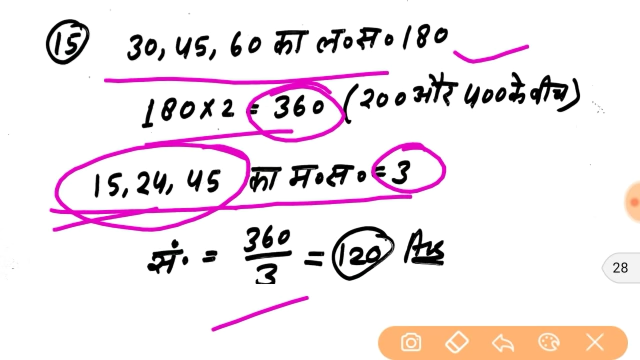 15 30, 45, 60 का ल०स० 180
180×2 = 360 (200 और 400 के बीच)
15, 24, 45 का म०स० = 3
सं. = 360/3 = 120 Ans
28